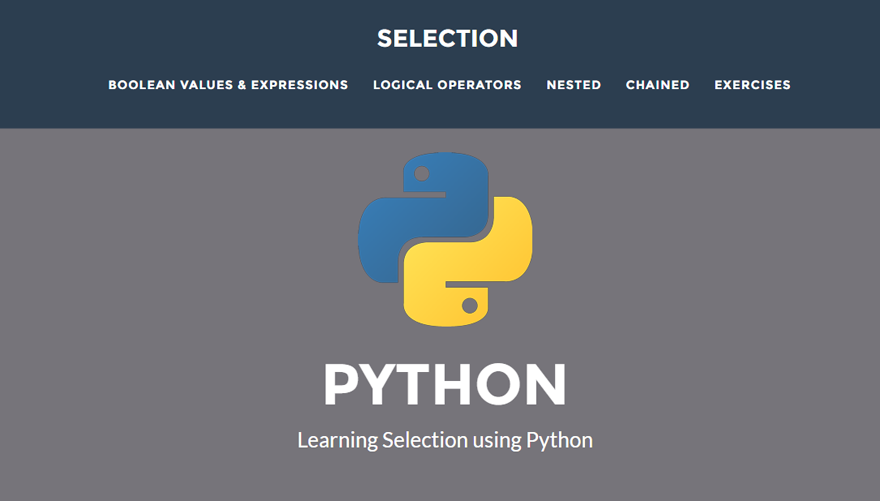 SELECTION
BOOLEAN VALUES & EXPRESSIONS LOGICAL OPERATORS NESTED CHAINED EXERCISES
PYTHON
Learning Selection using Python